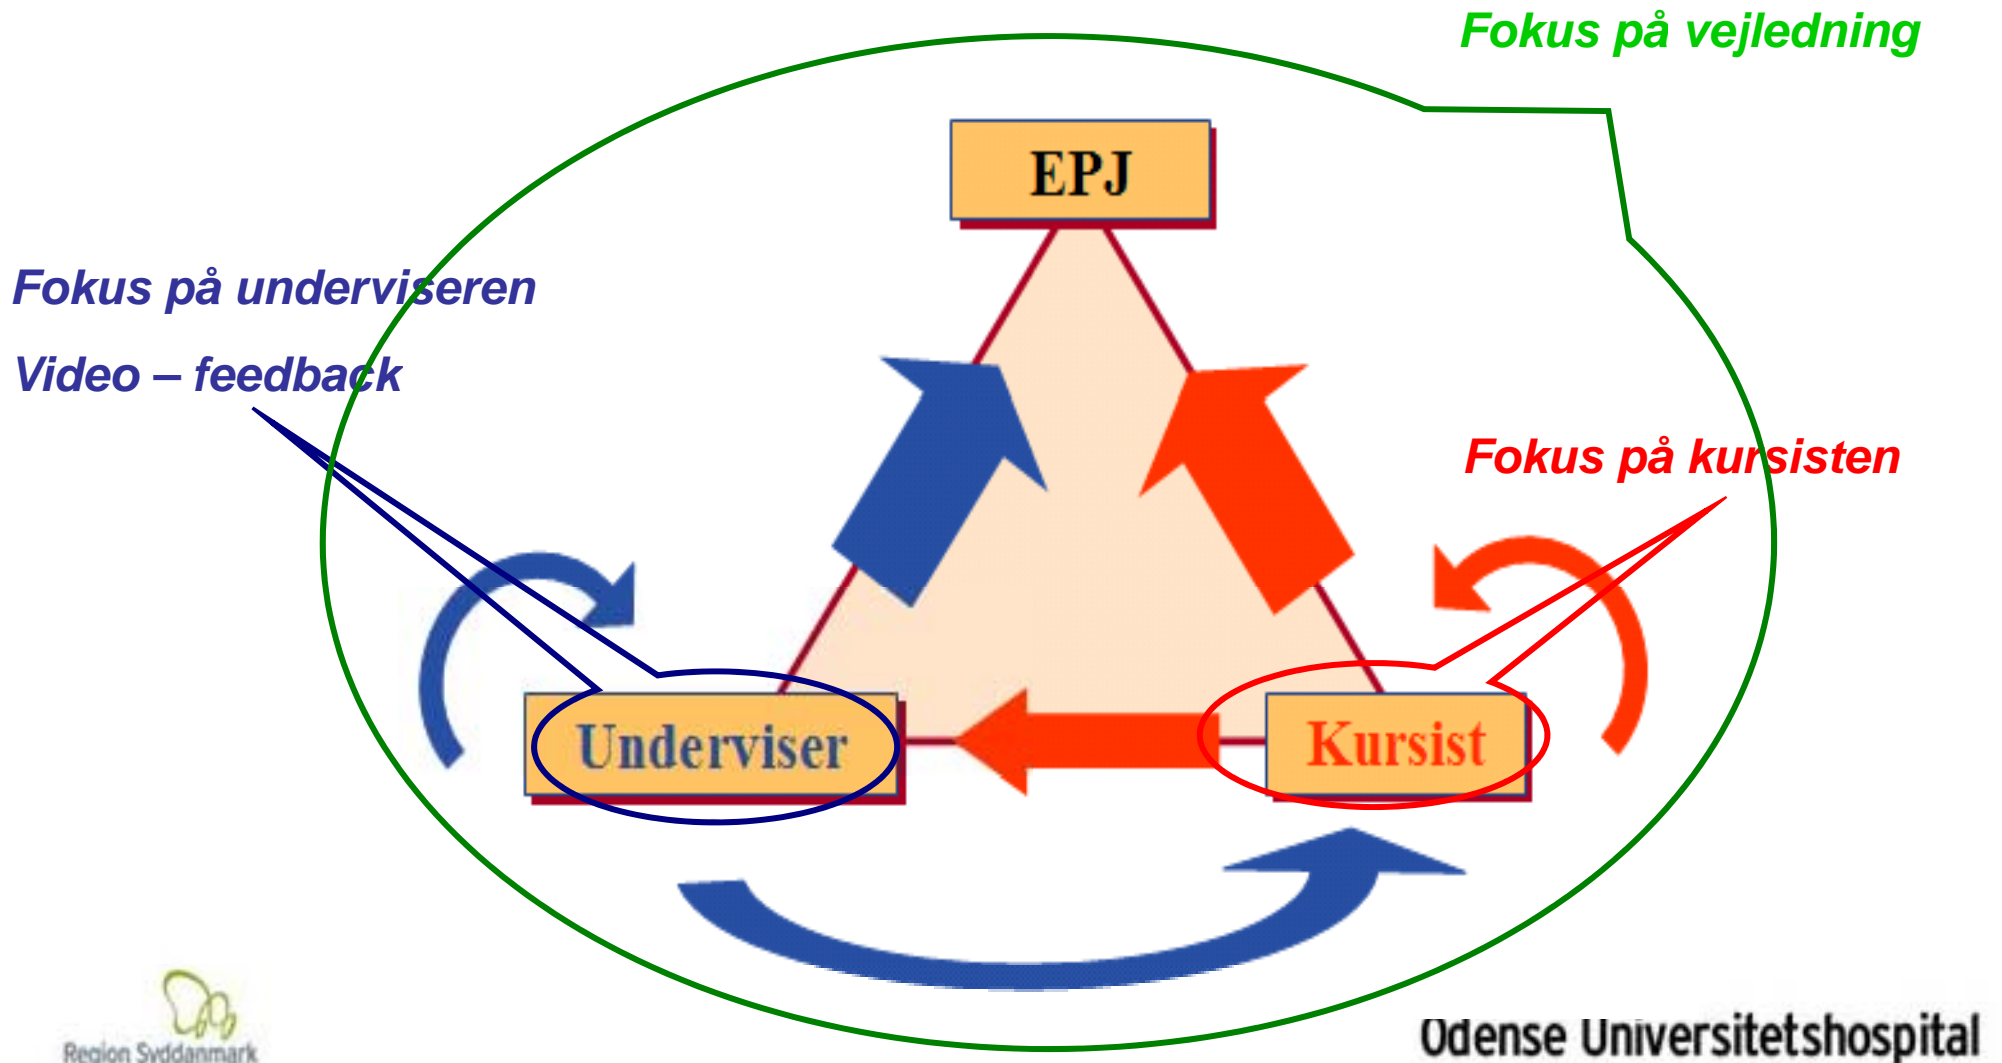 Fokus på vejledning
EPJ
Fokus på underviseren
Video – feedback
Fokus på kursisten
Underviser
Kursist
Region Syddanmark
Odense Universitetshospital